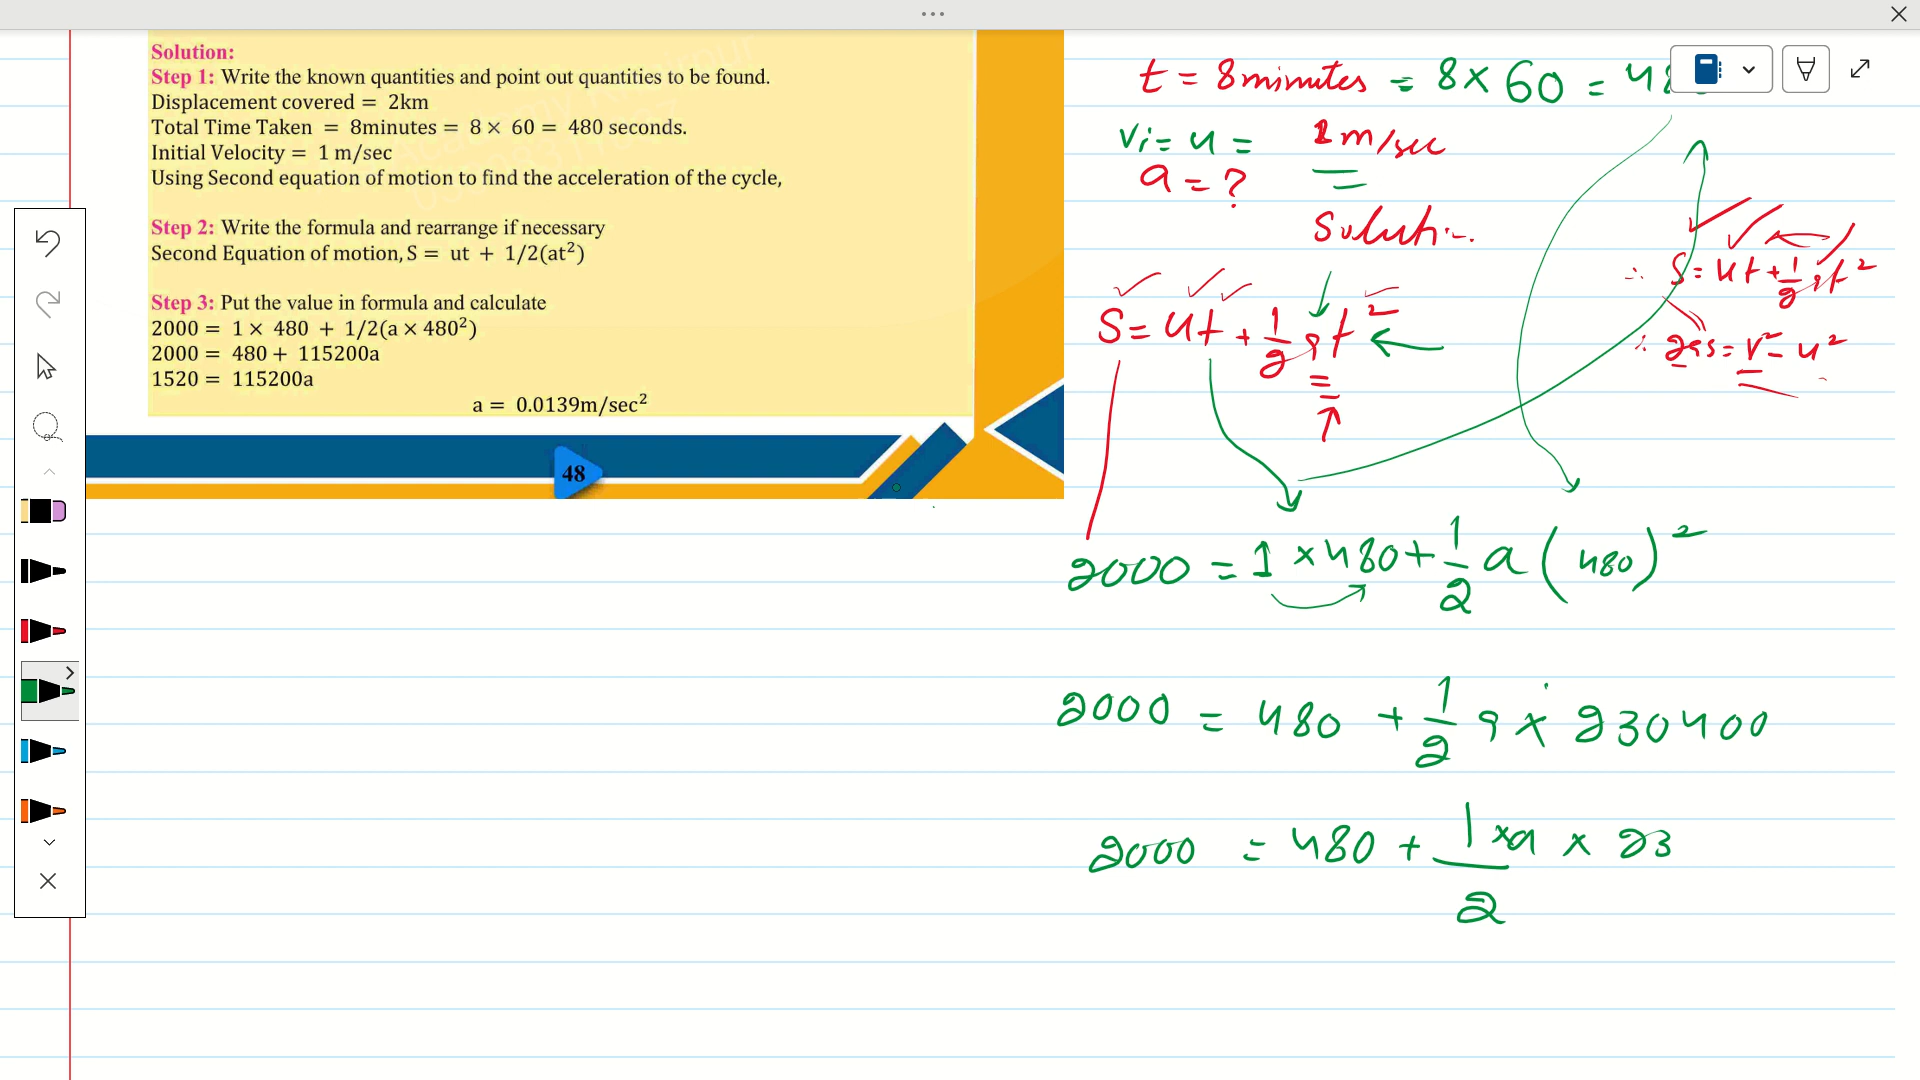 Solution:
Step 1: Write the known quantities and point out quantities to be found.
Displacement covered = 2km
Total Time Taken = 8minutes = 8 × 60 = 480 seconds.
Initial Velocity = 1 m/sec
Using Second equation of motion to find the acceleration of the cycle,
Step 2: Write the formula and rearrange if necessary
Second Equation of motion, S = ut + 1/2(at²)
Step 3: Put the value in formula and calculate
2000 = 1 × 480 + 1/2(a × 480²)
2000 = 480 + 115200a
1520 = 115200a
a = 0.0139m/sec²
48
t = 8 minutes = 8 × 60 = 48
Vi = u = 1 m/sec
a = ?
S = ut + 1/2 at²
∴ S = ut + 1/2 at²
∴ 2as = v² - u²
2000 = 1 × 480 + 1/2 a (480)²
2000 = 480 + 1/2 a × 230400
2000 = 480 + 1×a/2 × 23